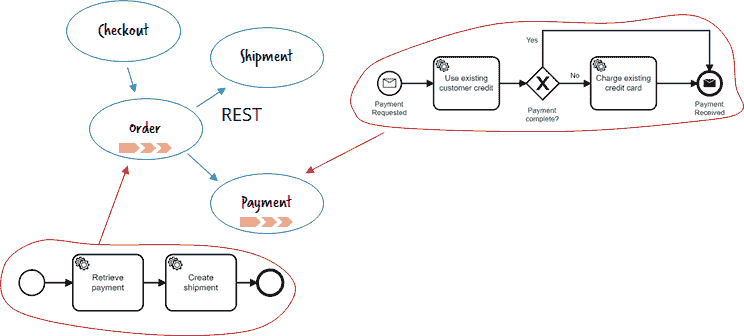 Checkout
Shipment
REST
Order
Payment
Yes
Use existing
customer credit
No
Charge existing
credit card
Payment
Requested
Payment
complete?
Payment
Received
Retrieve
payment
Create
shipment